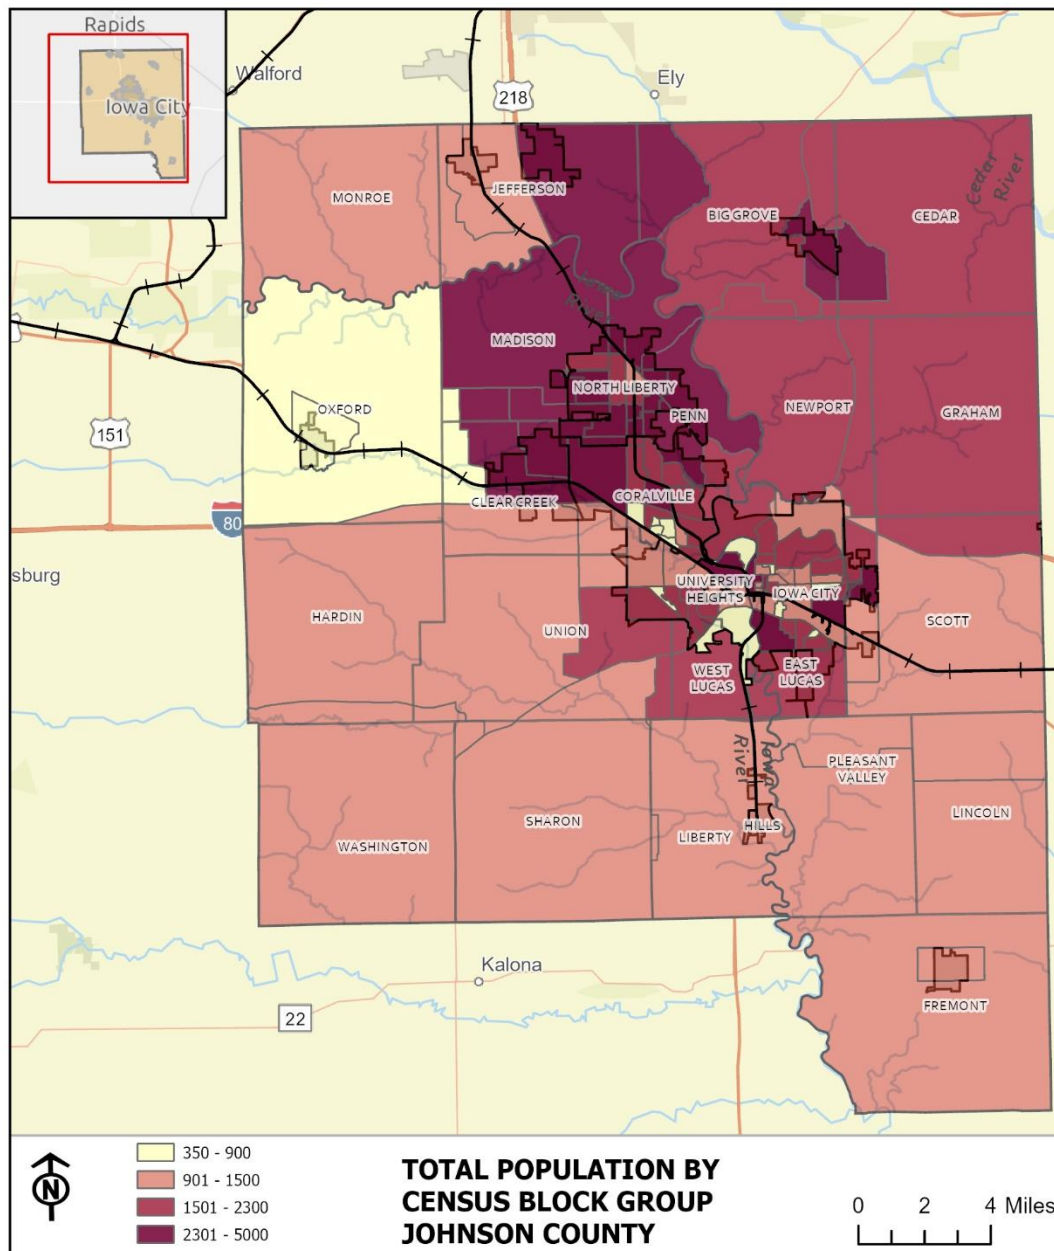 Rapids
Iowa City
Walford
218
Ely
MONROE
JEFFERSON
BIG GROVE
CEDAR
Cedar
River
MADISON
River
NORTH LIBERTY
PENN
NEWPORT
GRAHAM
OXFORD
151
80
CLEAR CREEK
CORALVILLE
sburg
UNIVERSITY
HEIGHTS
IOWA CITY
HARDIN
UNION
SCOTT
WEST
LUCAS
EAST
LUCAS
Iowa
River
PLEASANT
VALLEY
WASHINGTON
SHARON
LIBERTY
HILLS
LINCOLN
Kalona
22
FREMONT
N
350 - 900
901 - 1500
1501 - 2300
2301 - 5000
TOTAL POPULATION BY
CENSUS BLOCK GROUP
JOHNSON COUNTY
0 2 4 Miles